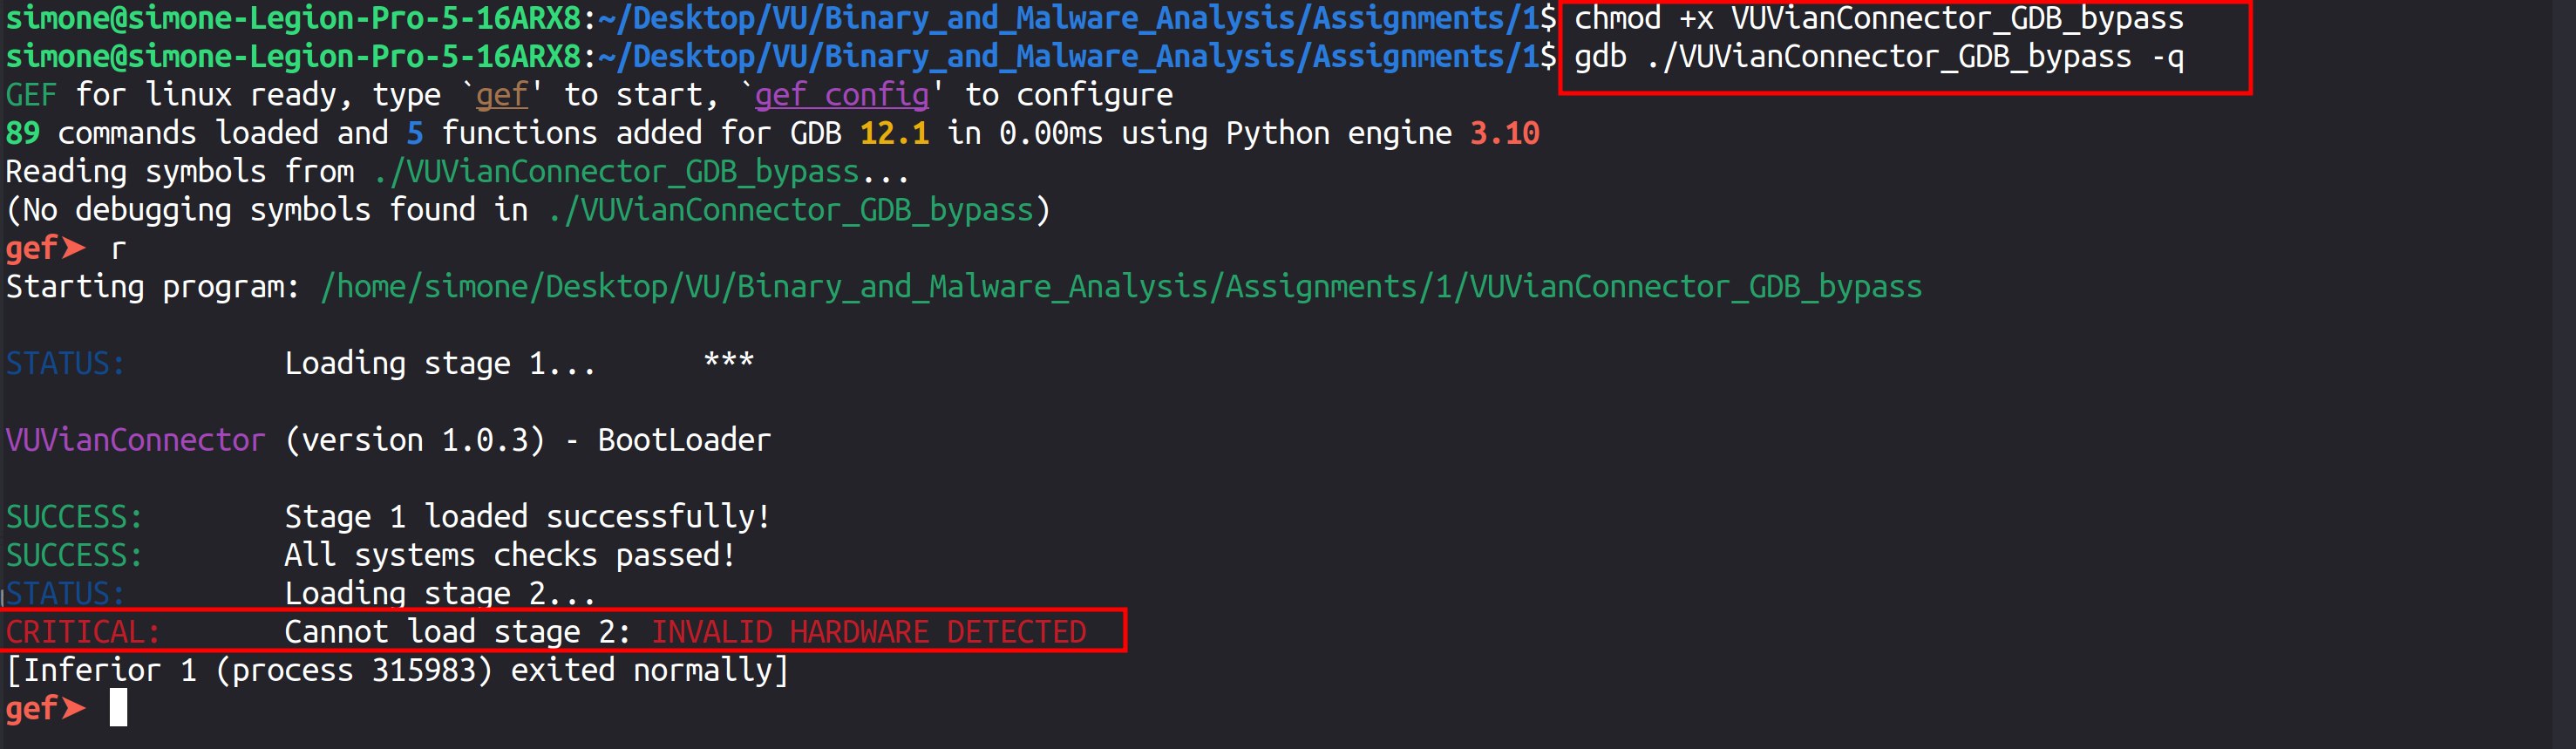 simone@simone-Legion-Pro-5-16ARX8:~/Desktop/VU/Binary_and_Malware_Analysis/Assignments/1$ chmod +x VUVianConnector_GDB_bypass
simone@simone-Legion-Pro-5-16ARX8:~/Desktop/VU/Binary_and_Malware_Analysis/Assignments/1$ gdb ./VUVianConnector_GDB_bypass -q
GEF for linux ready, type `gef' to start, `gef config' to configure
89 commands loaded and 5 functions added for GDB 12.1 in 0.00ms using Python engine 3.10
Reading symbols from ./VUVianConnector_GDB_bypass...
(No debugging symbols found in ./VUVianConnector_GDB_bypass)
gef➤ r
Starting program: /home/simone/Desktop/VU/Binary_and_Malware_Analysis/Assignments/1/VUVianConnector_GDB_bypass
STATUS: Loading stage 1... ***
VUVianConnector (version 1.0.3) - BootLoader
SUCCESS: Stage 1 loaded successfully!
SUCCESS: All systems checks passed!
STATUS: Loading stage 2...
CRITICAL: Cannot load stage 2: INVALID HARDWARE DETECTED
[Inferior 1 (process 315983) exited normally]
gef➤